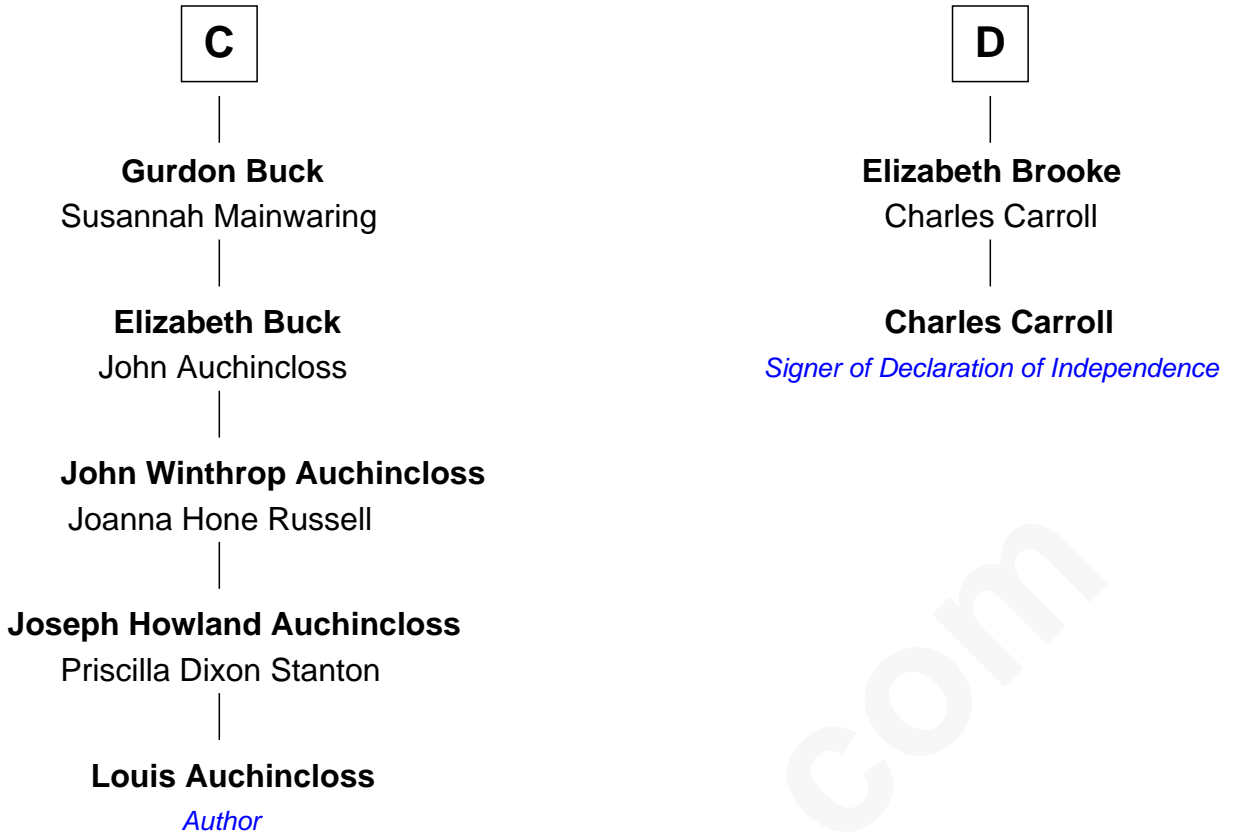 C
Gurdon Buck
Susannah Mainwaring
Elizabeth Buck
John Auchincloss
John Winthrop Auchincloss
Joanna Hone Russell
Joseph Howland Auchincloss
Priscilla Dixon Stanton
Louis Auchincloss
Author
D
Elizabeth Brooke
Charles Carroll
Charles Carroll
Signer of Declaration of Independence
com